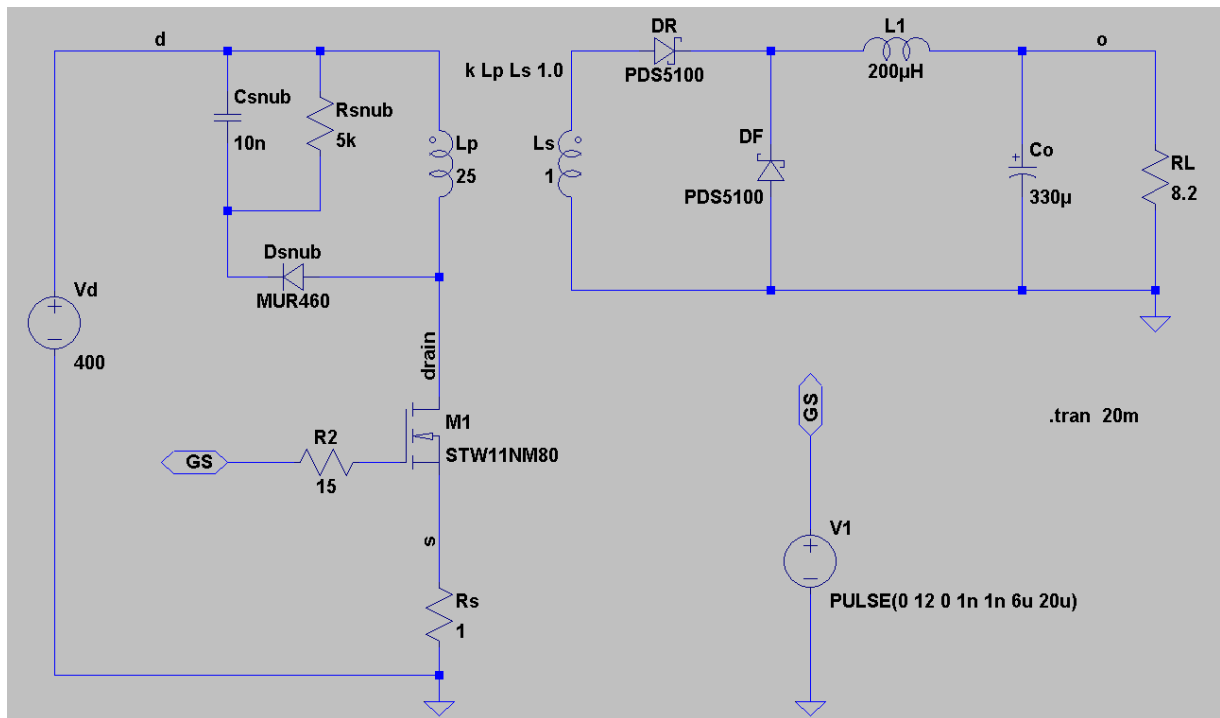 d
DR
PDS5100
L1
200µH
o
k Lp Ls 1.0
Csnub
10n
Rsnub
5k
Lp
25
Ls
1
DF
PDS5100
Co
330µ
RL
8.2
Dsnub
MUR460
Vd
400
drain
M1
STW11NM80
GS
R2
15
GS
.tran 20m
s
V1
PULSE(0 12 0 1n 1n 6u 20u)
Rs
1